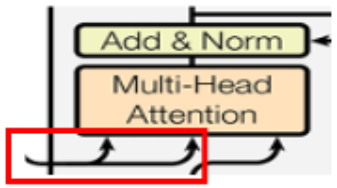 Add & Norm
Multi-Head
Attention